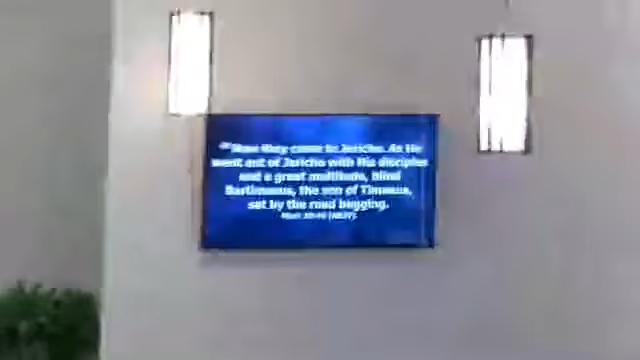 Now they came to Jericho. As He
went out of Jericho with His disciples
and a great multitude, blind
Bartimaeus, the son of Timaeus,
sat by the road begging.